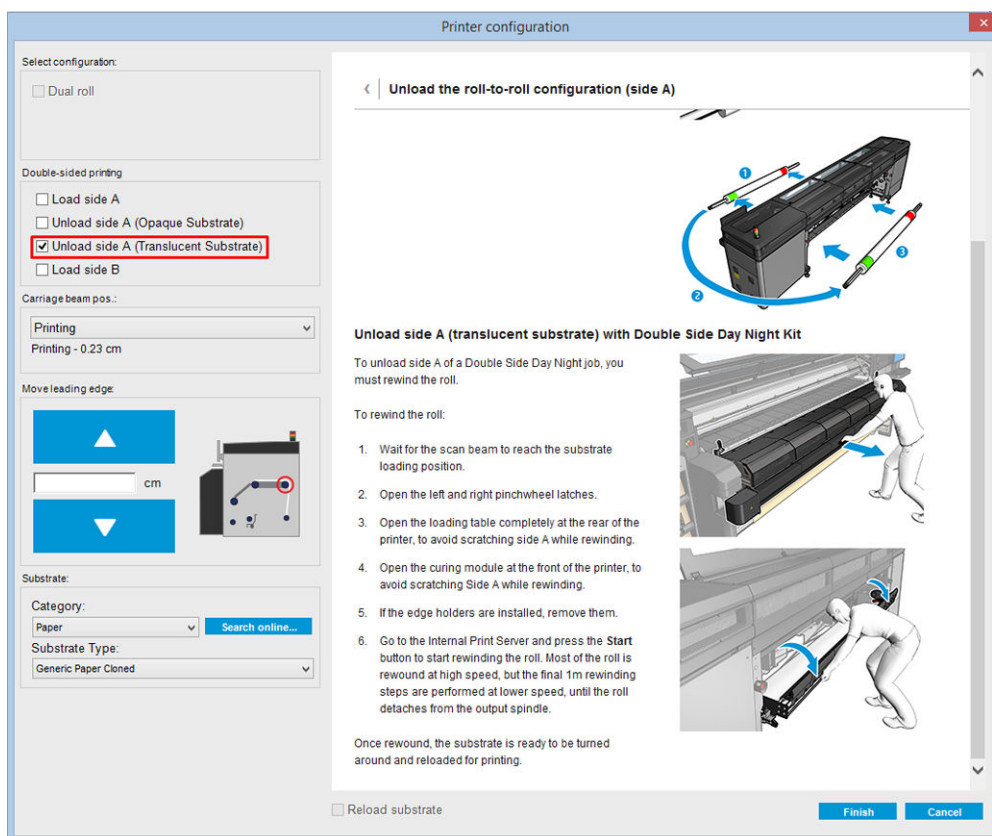 Printer configuration
Select configuration:
Dual roll
Double-sided printing
Load side A
Unload side A (Opaque Substrate)
Unload side A (Translucent Substrate)
Load side B
Carriage beam pos.:
Printing
Printing - 0.23 cm
Move leading edge:
cm
Substrate:
Category:
Paper
Search online...
Substrate Type:
Generic Paper Cloned
Unload the roll-to-roll configuration (side A)
1
2
3
Unload side A (translucent substrate) with Double Side Day Night Kit
To unload side A of a Double Side Day Night job, you
must rewind the roll.
To rewind the roll:
1. Wait for the scan beam to reach the substrate
loading position.
2. Open the left and right pinchwheel latches.
3. Open the loading table completely at the rear of the
printer, to avoid scratching side A while rewinding.
4. Open the curing module at the front of the printer, to
avoid scratching Side A while rewinding.
5. If the edge holders are installed, remove them.
6. Go to the Internal Print Server and press the Start
button to start rewinding the roll. Most of the roll is
rewound at high speed, but the final 1m rewinding
steps are performed at lower speed, until the roll
detaches from the output spindle.
Once rewound, the substrate is ready to be turned
around and reloaded for printing.
Reload substrate
Finish
Cancel